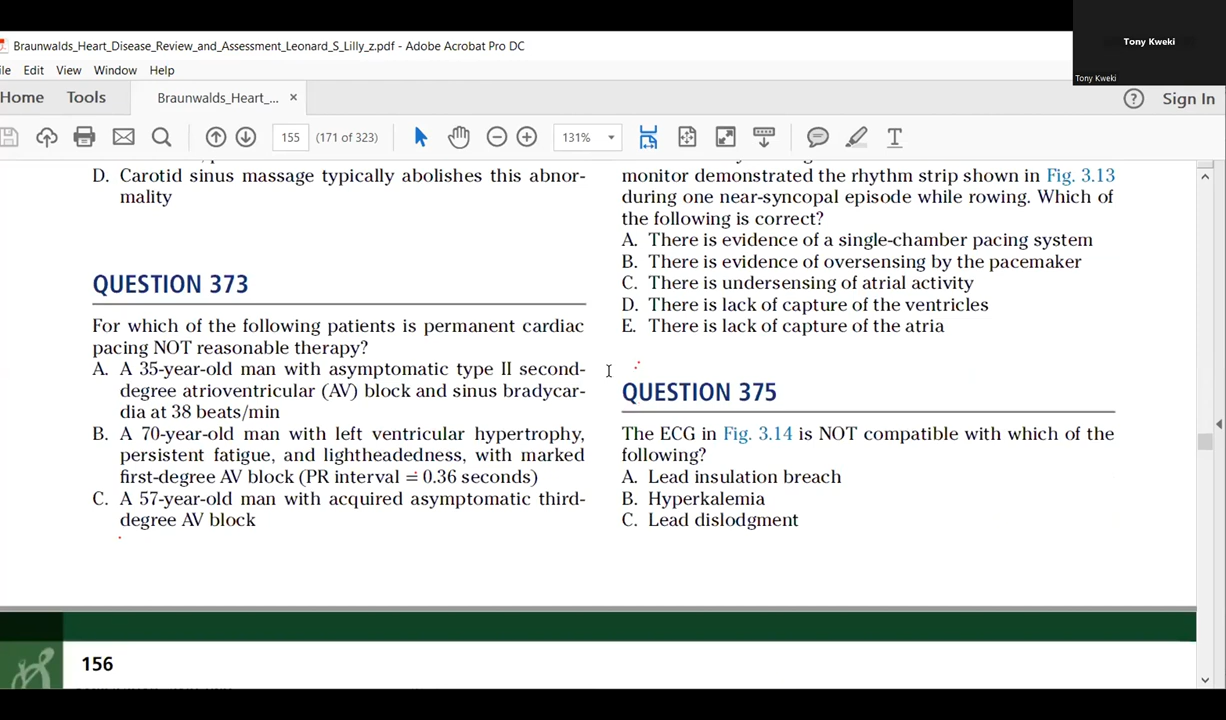 Tony Kweki
Tony Kweki
Braunwalds_Heart_Disease_Review_and_Assessment_Leonard_S_Lilly_z.pdf - Adobe Acrobat Pro DC
ile Edit View Window Help
Home Tools Braunwalds_Heart_... × ? Sign In
155 (171 of 323) 131%
D. Carotid sinus massage typically abolishes this abnor-
mality
QUESTION 373
For which of the following patients is permanent cardiac
pacing NOT reasonable therapy?
A. A 35-year-old man with asymptomatic type II second-
degree atrioventricular (AV) block and sinus bradycar-
dia at 38 beats/min
B. A 70-year-old man with left ventricular hypertrophy,
persistent fatigue, and lightheadedness, with marked
first-degree AV block (PR interval = 0.36 seconds)
C. A 57-year-old man with acquired asymptomatic third-
degree AV block
monitor demonstrated the rhythm strip shown in Fig. 3.13
during one near-syncopal episode while rowing. Which of
the following is correct?
A. There is evidence of a single-chamber pacing system
B. There is evidence of oversensing by the pacemaker
C. There is undersensing of atrial activity
D. There is lack of capture of the ventricles
E. There is lack of capture of the atria
QUESTION 375
The ECG in Fig. 3.14 is NOT compatible with which of the
following?
A. Lead insulation breach
B. Hyperkalemia
C. Lead dislodgment
156